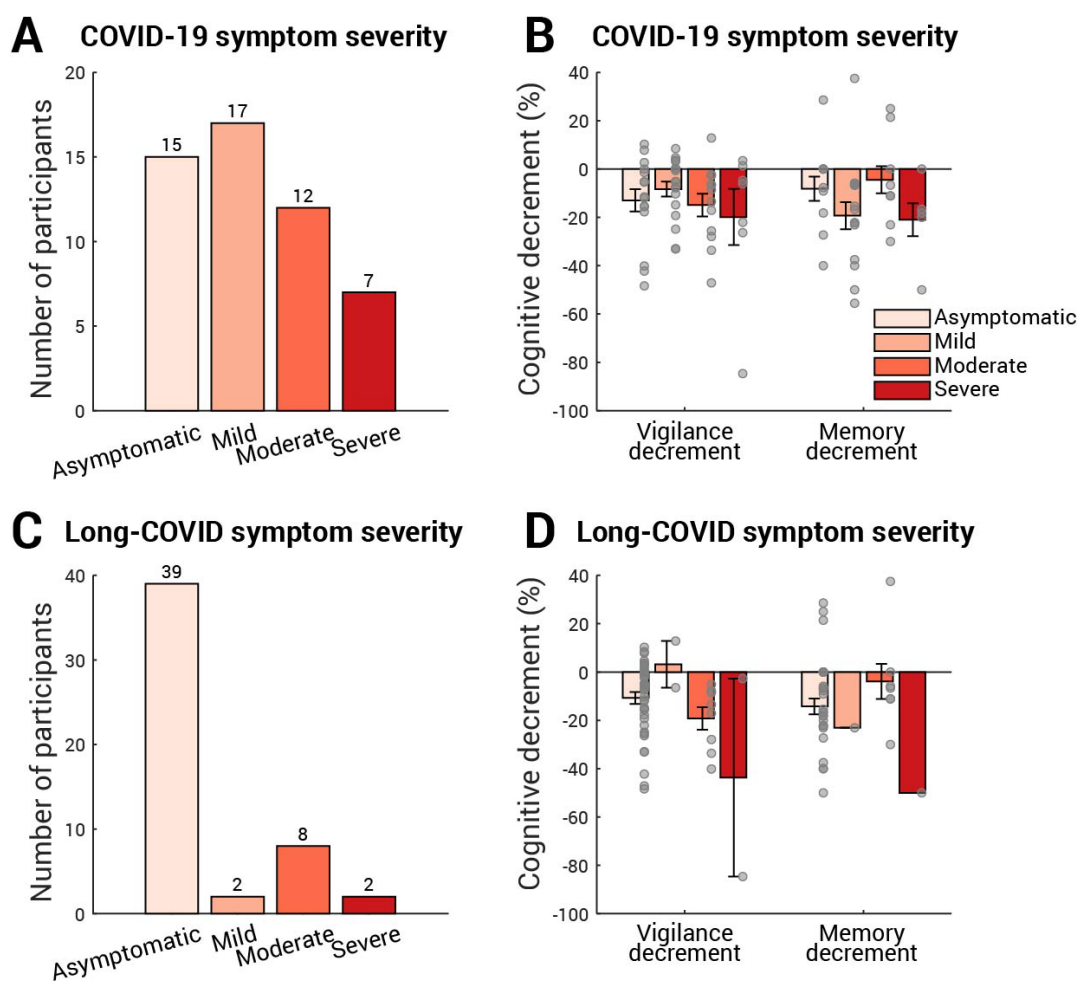 A COVID-19 symptom severity
Number of participants
20
15
10
5
0
15
17
12
7
Asymptomatic
Mild
Moderate
Severe
B COVID-19 symptom severity
Cognitive decrement (%)
40
20
0
-20
-40
-60
-80
-100
Asymptomatic
Mild
Moderate
Severe
Vigilance
decrement
Memory
decrement
C Long-COVID symptom severity
Number of participants
40
30
20
10
0
39
2
8
2
Asymptomatic
Mild
Moderate
Severe
D Long-COVID symptom severity
Cognitive decrement (%)
40
20
0
-20
-40
-60
-80
-100
Vigilance
decrement
Memory
decrement